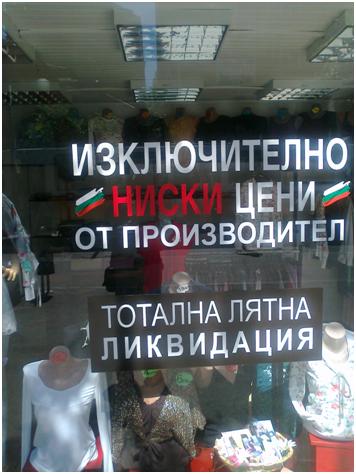 ИЗКЛЮЧИТЕЛНО
НИСКИ ЦЕНИ
ОТ ПРОИЗВОДИТЕЛ
ТОТАЛНА ЛЯТНА
ЛИКВИДАЦИЯ